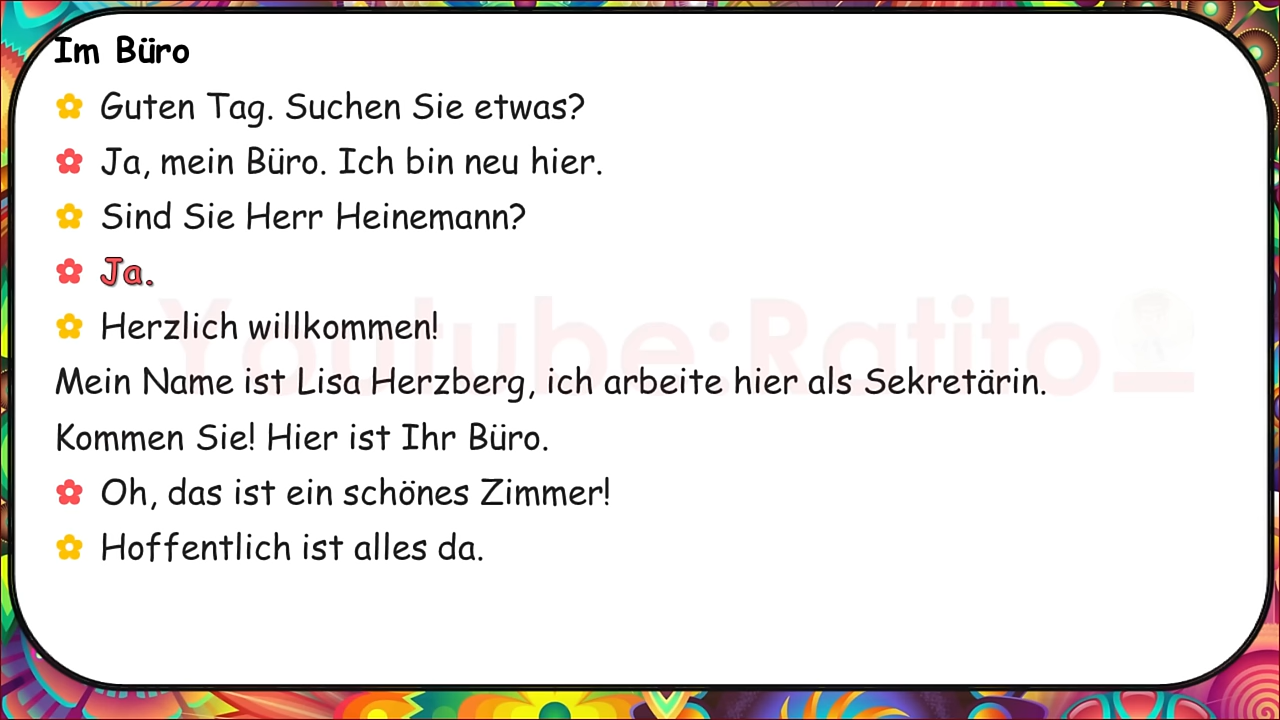 Im Büro
Guten Tag. Suchen Sie etwas?
Ja, mein Büro. Ich bin neu hier.
Sind Sie Herr Heinemann?
Ja.
Herzlich willkommen!
Youtube:Ratito
Mein Name ist Lisa Herzberg, ich arbeite hier als Sekretärin.
Kommen Sie! Hier ist Ihr Büro.
Oh, das ist ein schönes Zimmer!
Hoffentlich ist alles da.